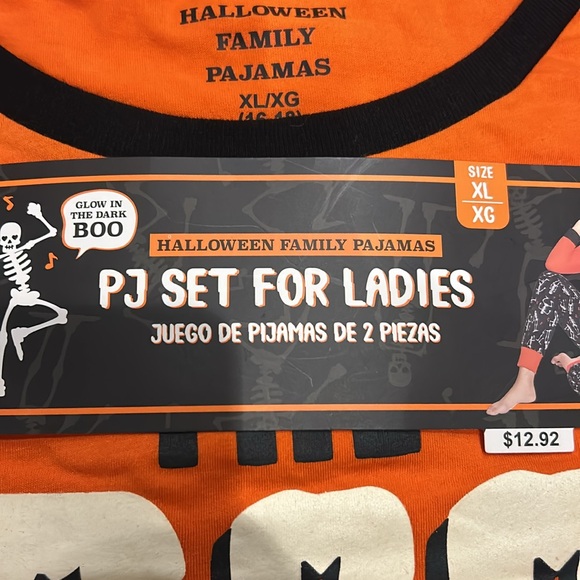 HALLOWEEN
FAMILY
PAJAMAS
XL/XG
GLOW IN
THE DARK
BOO
SIZE
XL
XG
HALLOWEEN FAMILY PAJAMAS
PJ SET FOR LADIES
JUEGO DE PIJAMAS DE 2 PIEZAS
$12.92